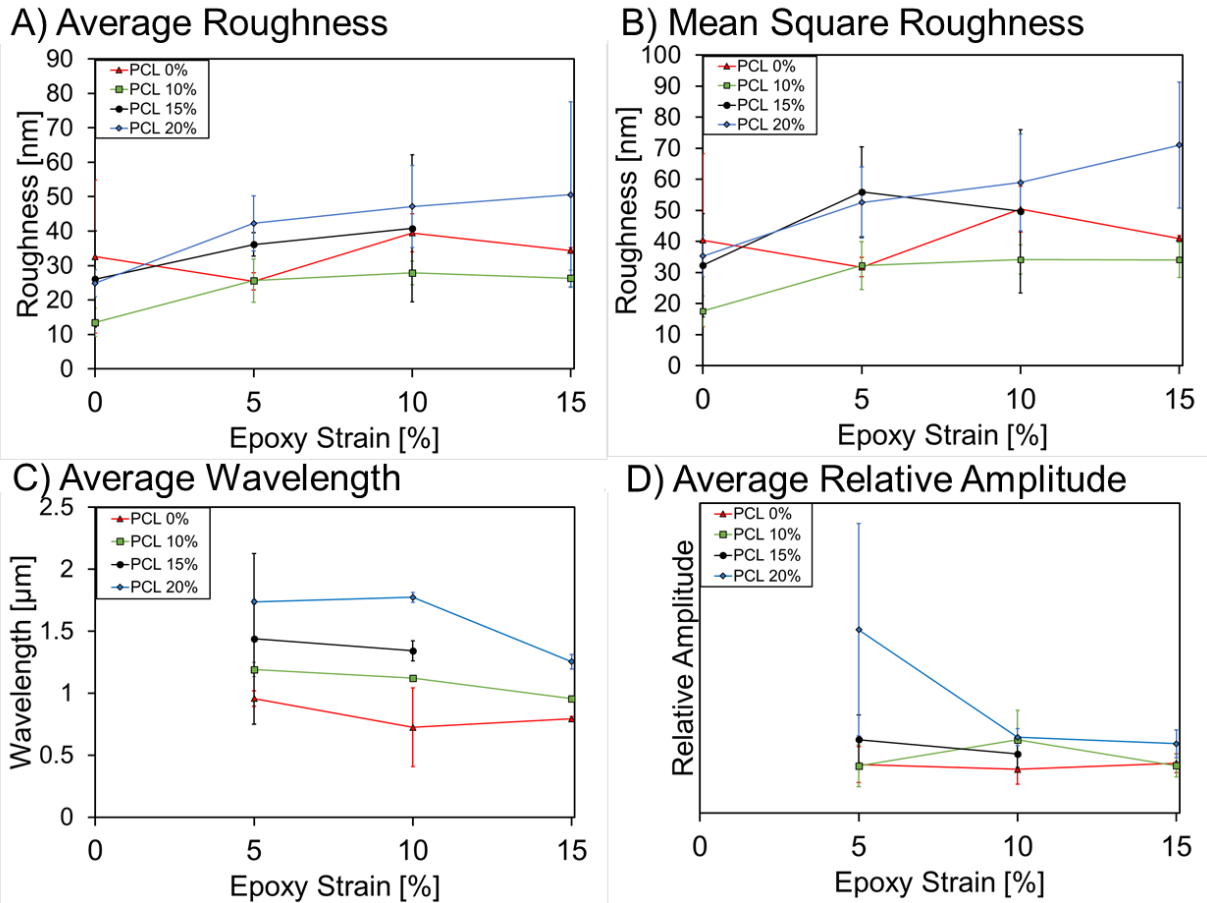 A) Average Roughness
90
80
70
60
50
40
30
20
10
0
Roughness [nm]
PCL 0%
PCL 10%
PCL 15%
PCL 20%
0 5 10 15
Epoxy Strain [%]
B) Mean Square Roughness
100
90
80
70
60
50
40
30
20
10
0
Roughness [nm]
PCL 0%
PCL 10%
PCL 15%
PCL 20%
0 5 10 15
Epoxy Strain [%]
C) Average Wavelength
2.5
2
1.5
1
0.5
0
Wavelength [µm]
PCL 0%
PCL 10%
PCL 15%
PCL 20%
0 5 10 15
Epoxy Strain [%]
D) Average Relative Amplitude
Relative Amplitude
PCL 0%
PCL 10%
PCL 15%
PCL 20%
0 5 10 15
Epoxy Strain [%]